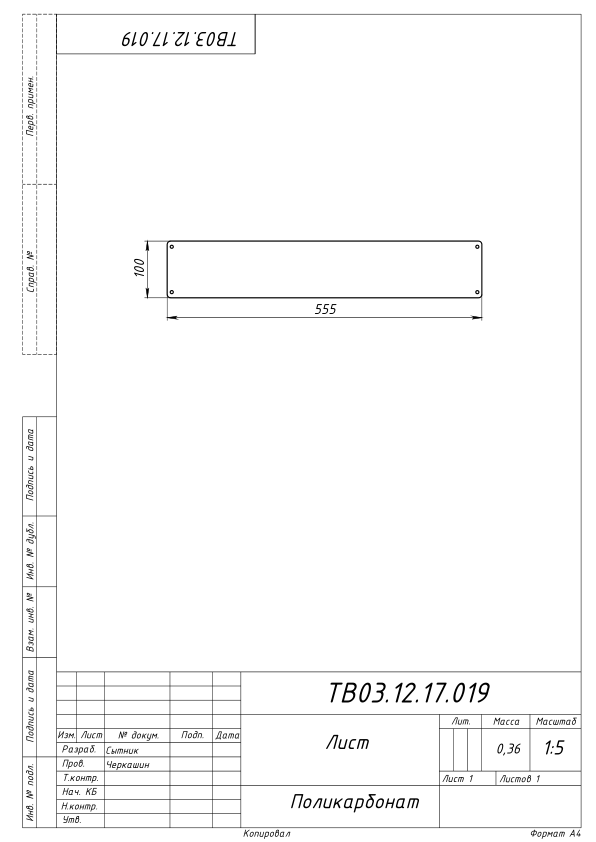 ТВ03.12.17.019
Перв. примен.
Справ. №
100
555
Подпись и дата
Инв. № дубл.
Взам. инв. №
Подпись и дата
Инв. № подл.
ТВ03.12.17.019
Изм. Лист № докум. Подп. Дата
Разраб. Сытник
Пров. Черкашин
Т.контр.
Нач. КБ
Н.контр.
Утв.
Лист
Поликарбонат
Лит. Масса Масштаб
0,36 1:5
Лист 1 Листов 1
Копировал Формат А4